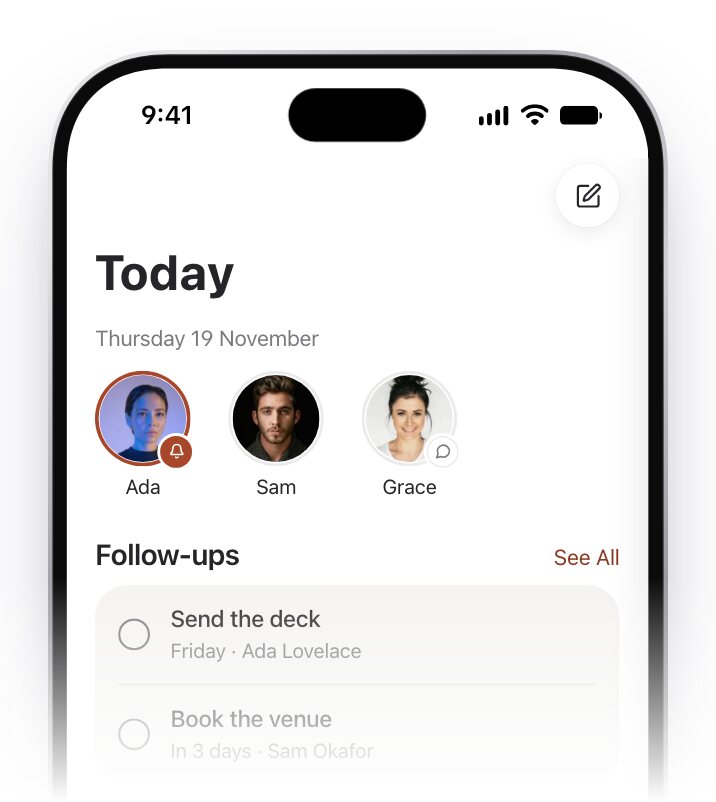 9:41
Today
Thursday 19 November
Ada
Sam
Grace
Follow-ups
See All
Send the deck
Friday · Ada Lovelace
Book the venue
In 3 days · Sam Okafor